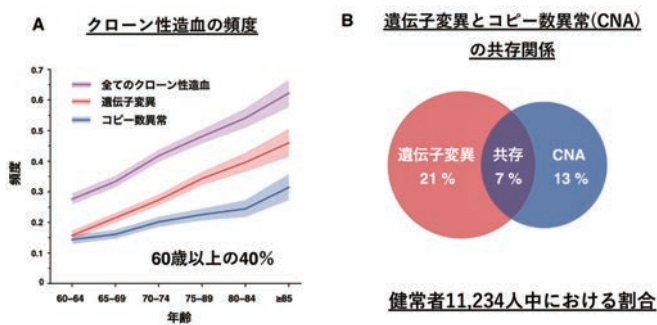 A クローン性造血の頻度
0.7
0.6
0.5
0.4
0.3
0.2
0.1
0
頻度
全てのクローン性造血
遺伝子変異
コピー数異常
60歳以上の40%
60–64 65–69 70–74 75–89 80–84 ≥85
年齢
B 遺伝子変異とコピー数異常(CNA)
の共存関係
遺伝子変異 共存 CNA
21 % 7 % 13 %
健常者11,234人中における割合